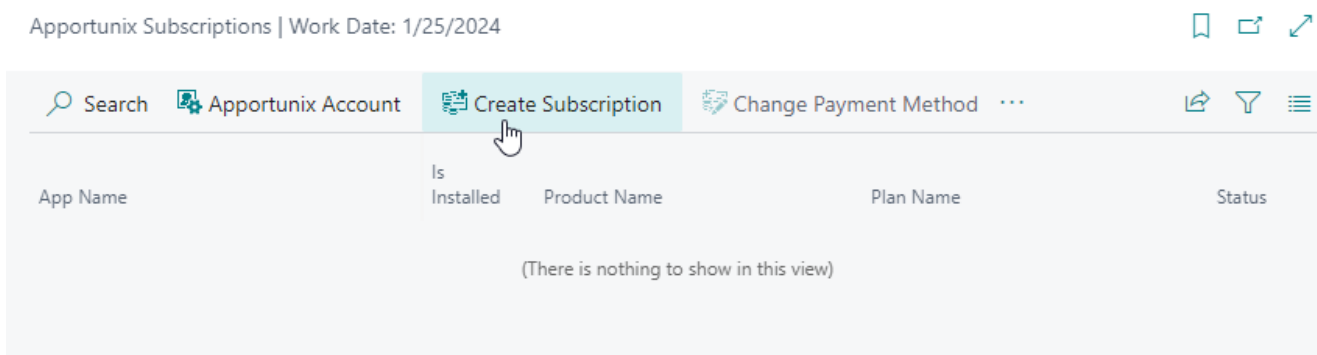 Apportunix Subscriptions | Work Date: 1/25/2024
Search Apportunix Account Create Subscription Change Payment Method ...
App Name Is Installed Product Name Plan Name Status
(There is nothing to show in this view)